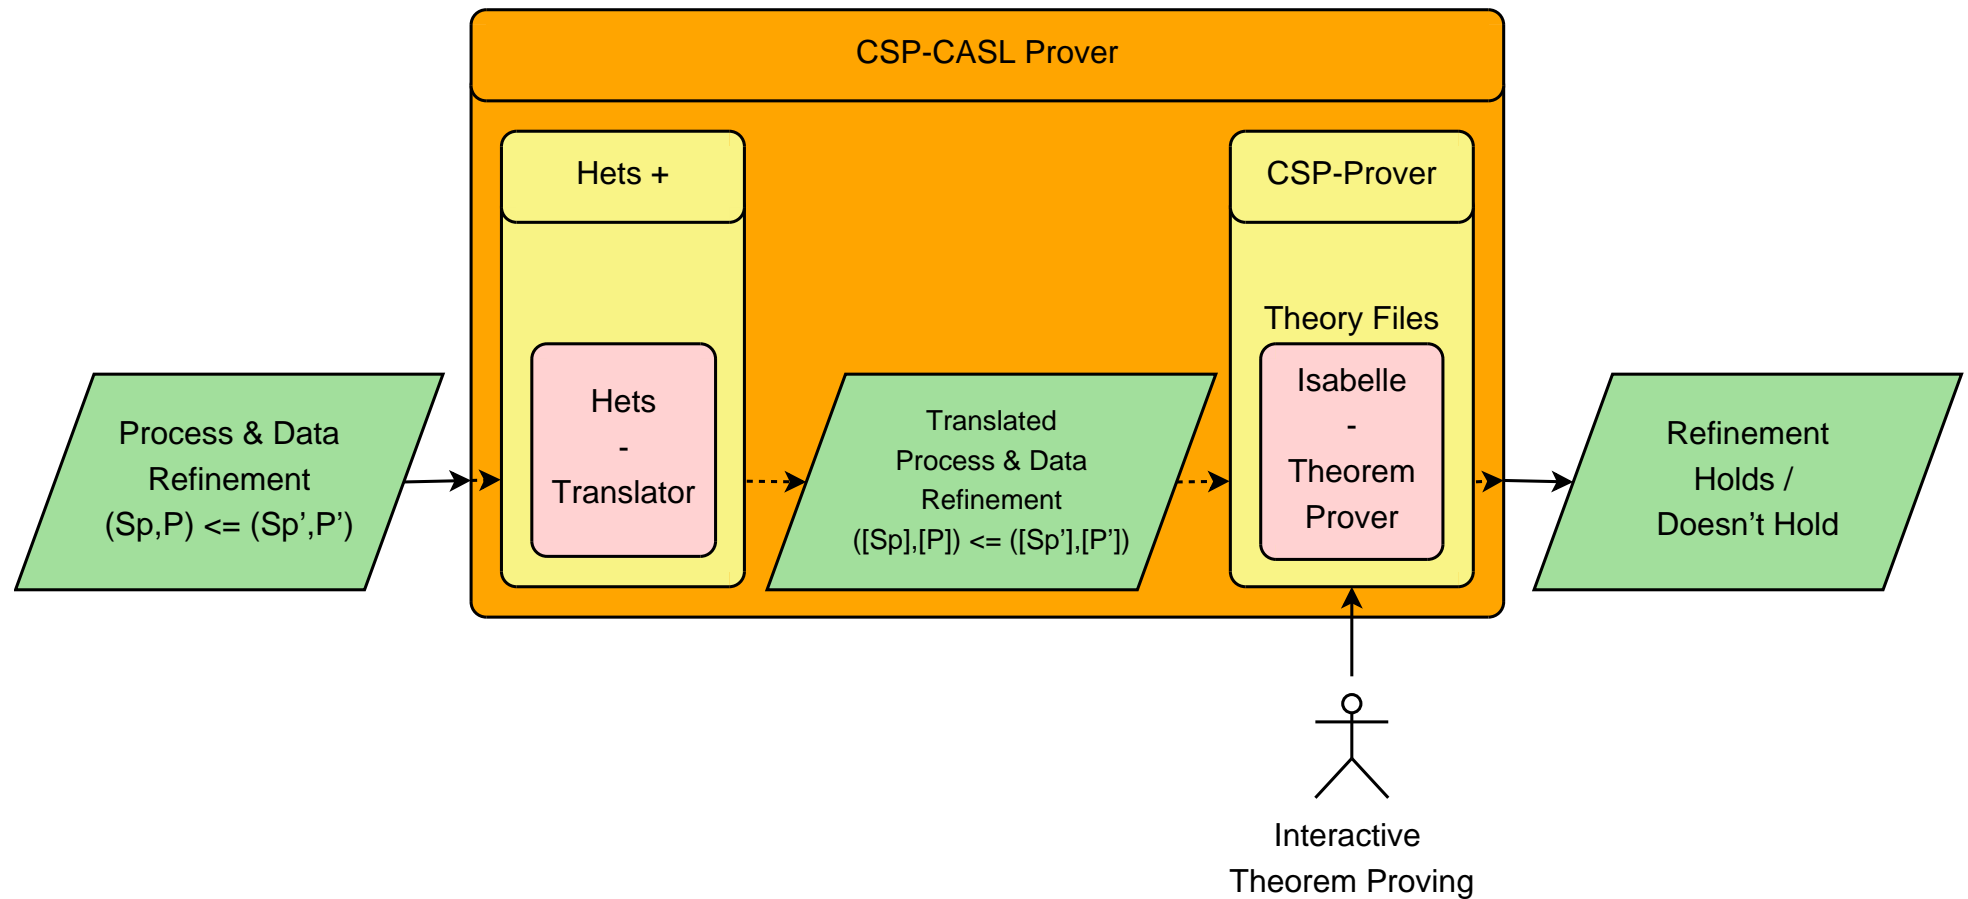 CSP-CASL Prover
Hets +
CSP-Prover
Theory Files
Process & Data
Refinement
(Sp,P) <= (Sp’,P’)
Hets
-
Translator
Translated
Process & Data
Refinement
([Sp],[P]) <= ([Sp’],[P’])
Isabelle
-
Theorem
Prover
Refinement
Holds /
Doesn’t Hold
Interactive
Theorem Proving